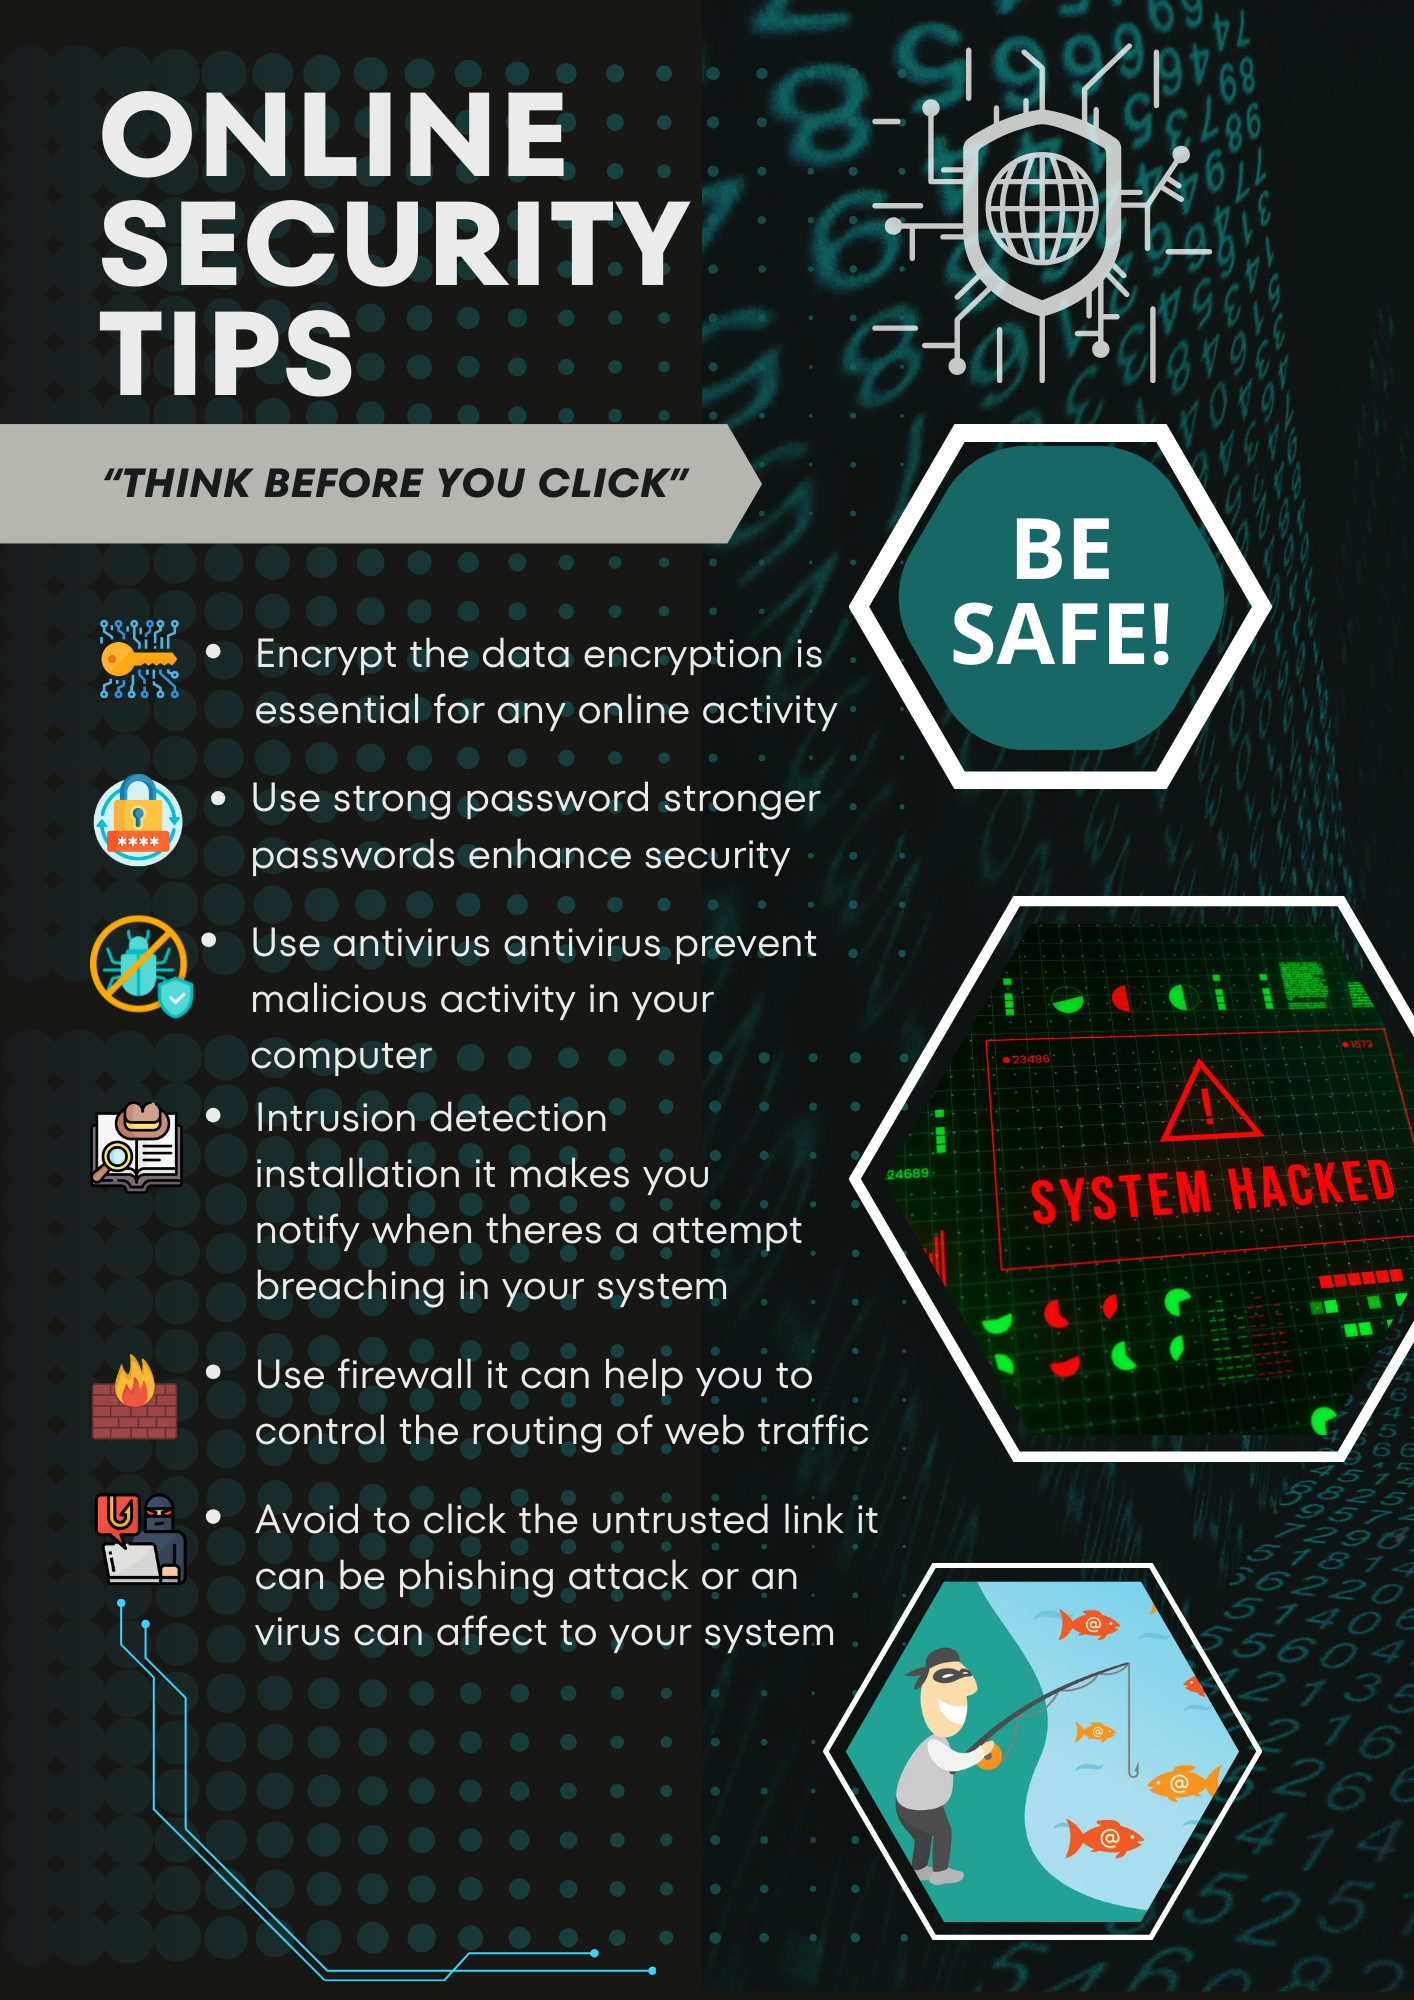 ONLINE
SECURITY
TIPS
“THINK BEFORE YOU CLICK”
BE
SAFE!
• Encrypt the data encryption is
essential for any online activity
• Use strong password stronger
passwords enhance security
****
• Use antivirus antivirus prevent
malicious activity in your
computer
• Intrusion detection
installation it makes you
notify when theres a attempt
breaching in your system
• Use firewall it can help you to
control the routing of web traffic
• Avoid to click the untrusted link it
can be phishing attack or an
virus can affect to your system
23496
1572
!
24689
SYSTEM HACKED
@
@
@
@